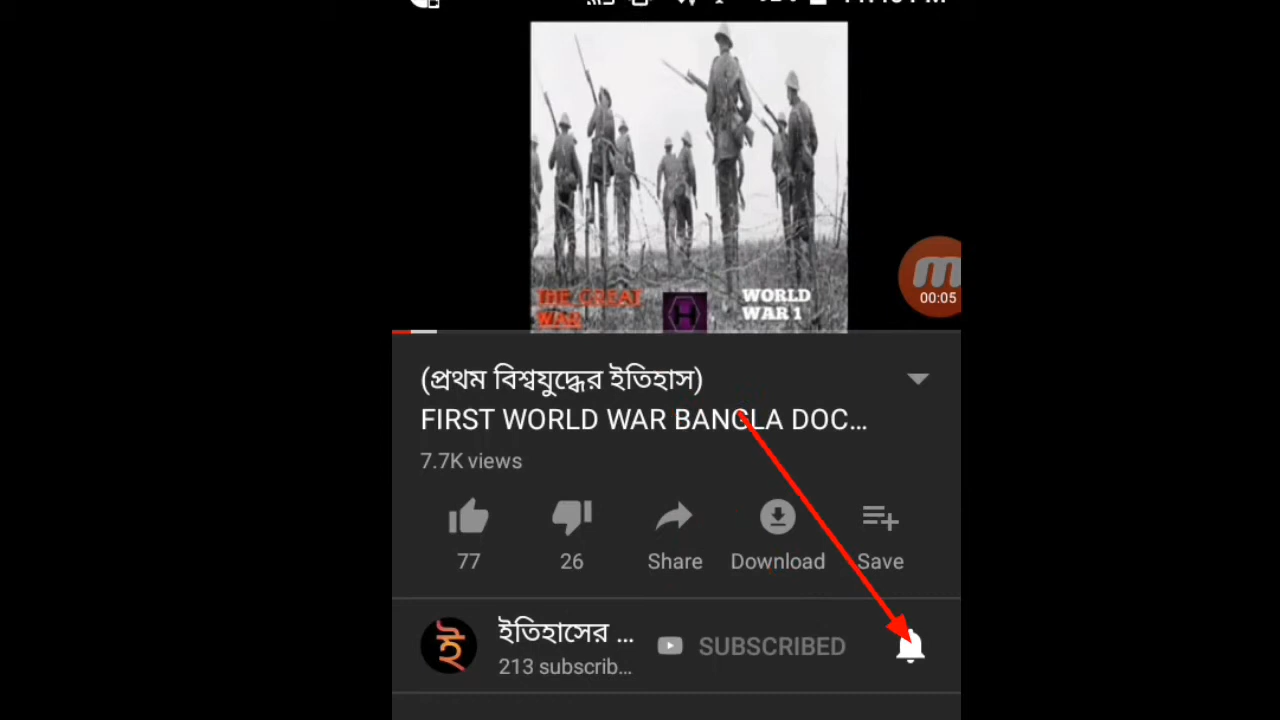 THE GREAT
WAR
WORLD
WAR 1
00:05
(প্রথম বিশ্বযুদ্ধের ইতিহাস)
FIRST WORLD WAR BANGLA DOC...
7.7K views
77
26
Share
Download
Save
ই
ইতিহাসের ...
SUBSCRIBED
213 subscrib...